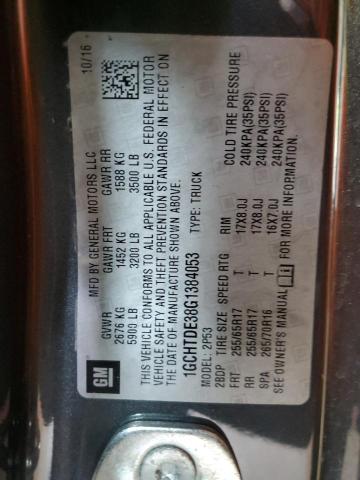 GM
MFD BY GENERAL MOTORS LLC 10/16
GVWR GAWR FRT GAWR RR
2676 KG 1452 KG 1588 KG
5900 LB 3200 LB 3500 LB
THIS VEHICLE CONFORMS TO ALL APPLICABLE U.S. FEDERAL MOTOR
VEHICLE SAFETY AND THEFT PREVENTION STANDARDS IN EFFECT ON
THE DATE OF MANUFACTURE SHOWN ABOVE.
1GCHTDE38G1384053 TYPE: TRUCK
MODEL: 2P53
2BDP TIRE SIZE SPEED RTG RIM COLD TIRE PRESSURE
FRT 255/65R17 T 17X8.0J 240KPA(35PSI)
RR 255/65R17 T 17X8.0J 240KPA(35PSI)
SPA 265/70R16 T 16X7.0J 240KPA(35PSI)
SEE OWNER'S MANUAL FOR MORE INFORMATION.